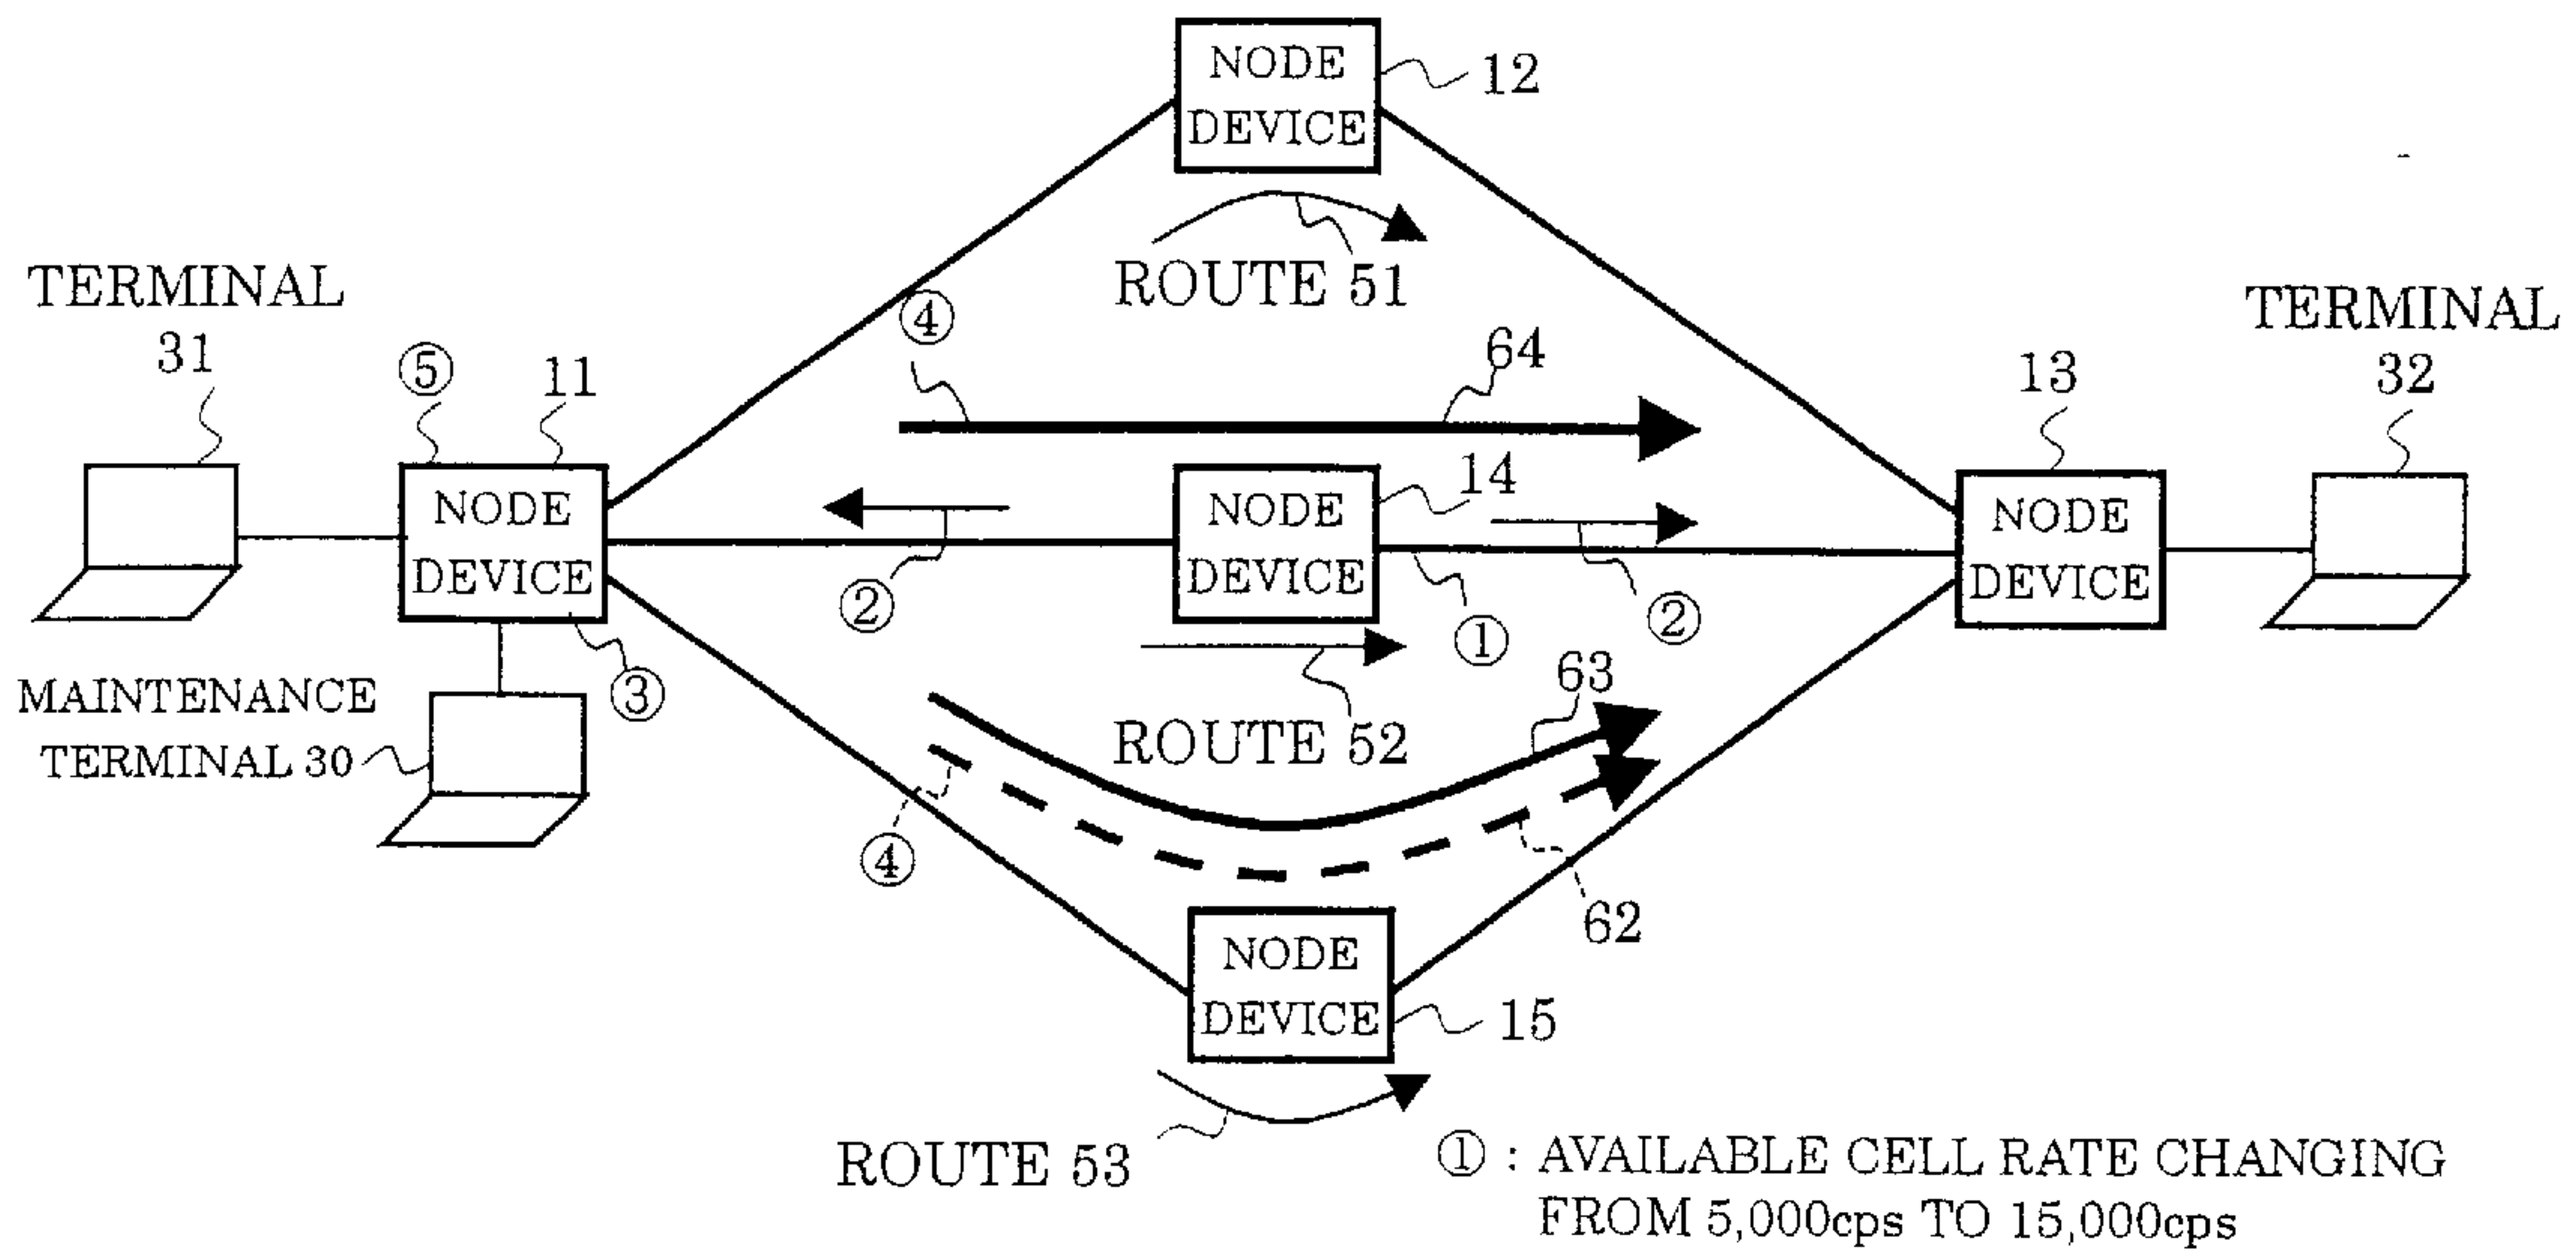 NODE
DEVICE
12
ROUTE 51
TERMINAL
31
④
64
TERMINAL
32
⑤
11
13
NODE
DEVICE
14
NODE
DEVICE
NODE
DEVICE
②
①
②
③
MAINTENANCE
TERMINAL 30
63
ROUTE 52
④
62
NODE
DEVICE
15
ROUTE 53
① : AVAILABLE CELL RATE CHANGING
FROM 5,000cps TO 15,000cps